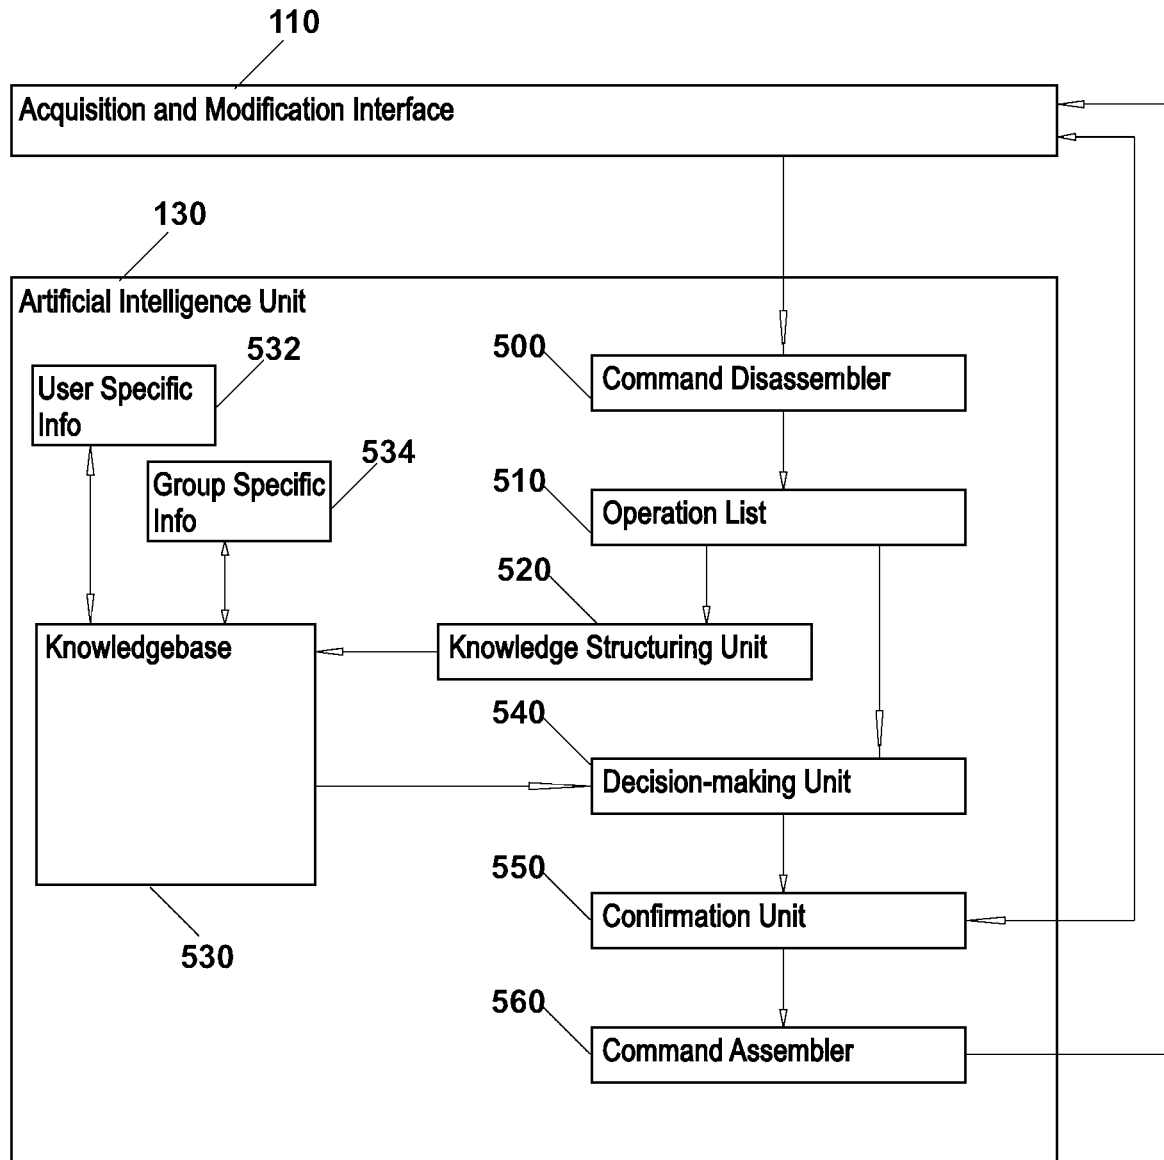 110
Acquisition and Modification Interface
130
Artificial Intelligence Unit
532
500
User Specific
Info
Command Disassembler
534
510
Group Specific
Info
Operation List
520
Knowledgebase
Knowledge Structuring Unit
540
Decision-making Unit
550
Confirmation Unit
530
560
Command Assembler